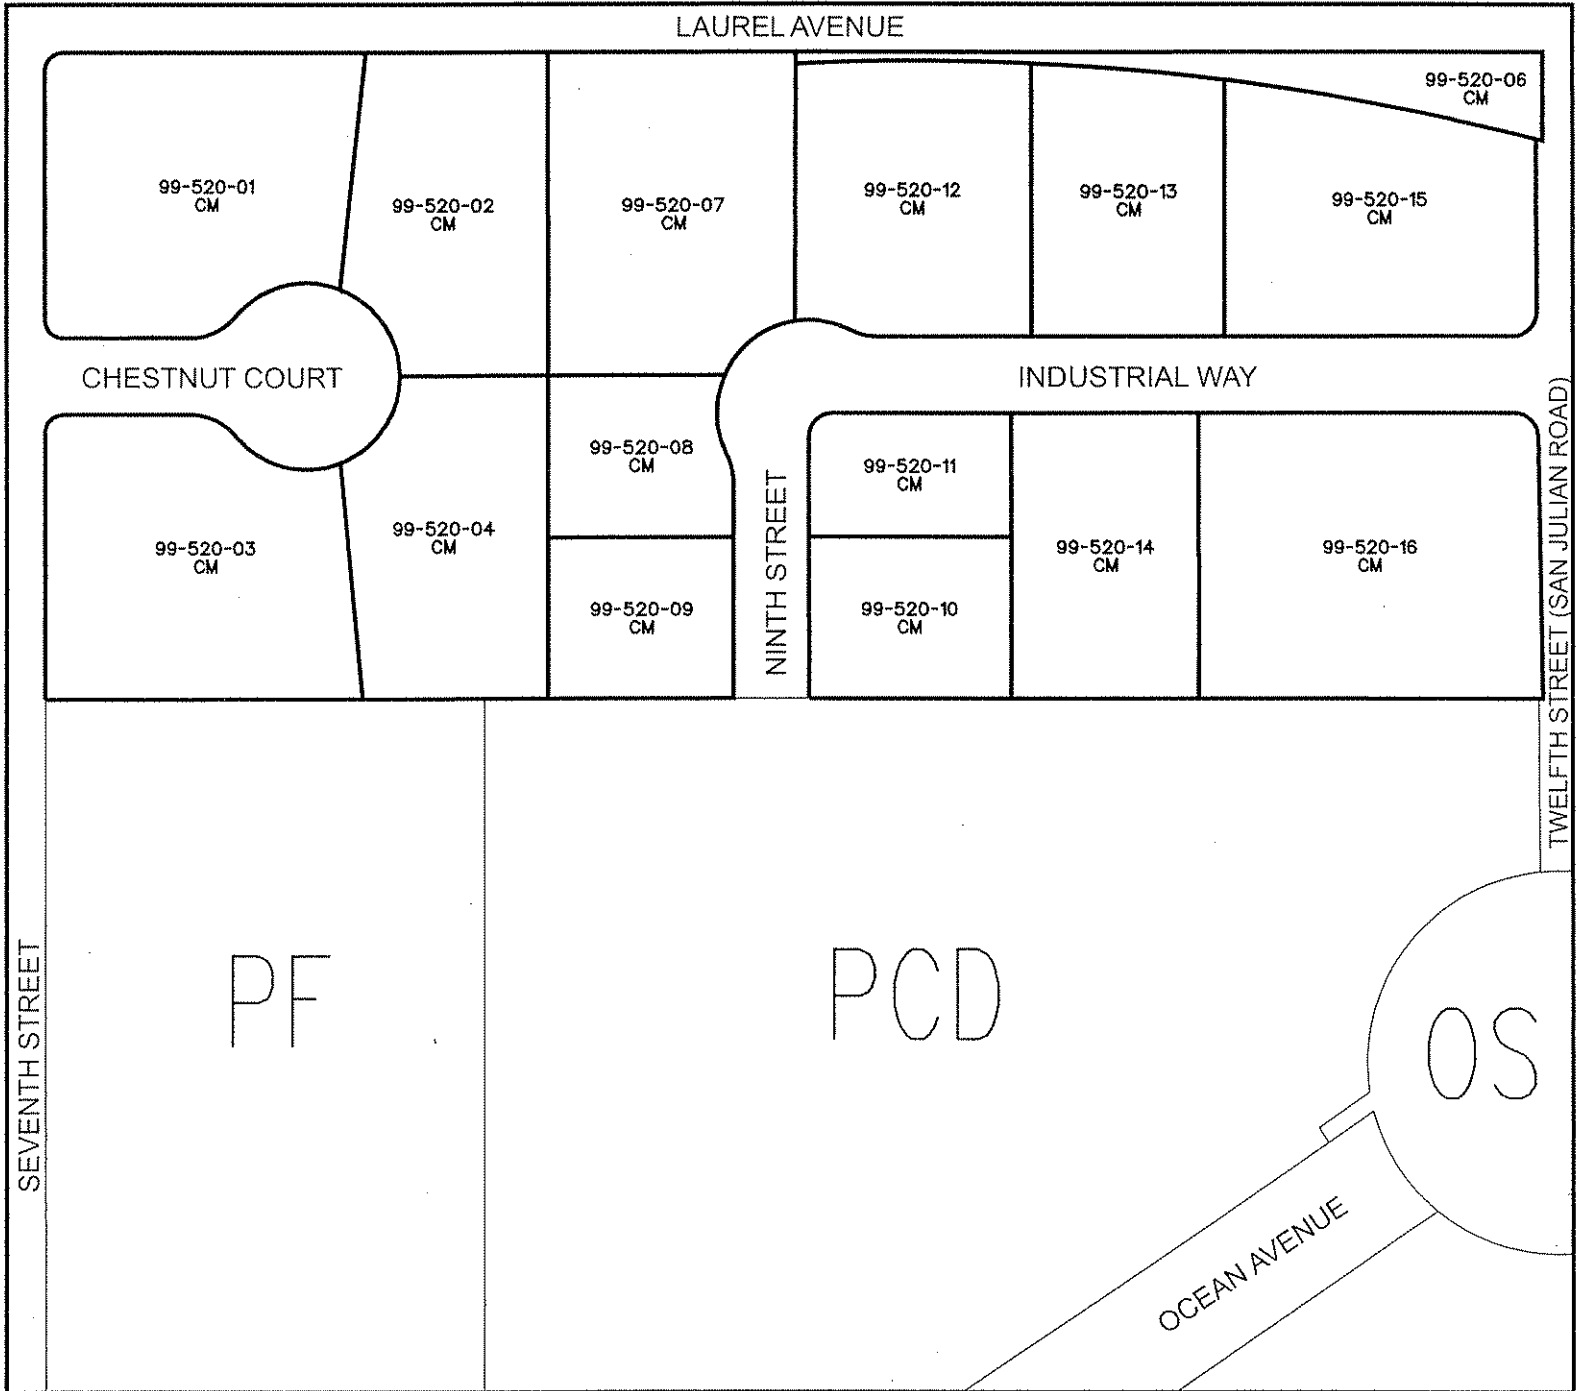 LAUREL AVENUE
99-520-06
CM
99-520-01
CM
99-520-02
CM
99-520-07
CM
99-520-12
CM
99-520-13
CM
99-520-15
CM
CHESTNUT COURT
INDUSTRIAL WAY
99-520-08
CM
99-520-11
CM
99-520-03
CM
99-520-04
CM
99-520-14
CM
99-520-16
CM
99-520-09
CM
99-520-10
CM
NINTH STREET
TWELFTH STREET (SAN JULIAN ROAD)
SEVENTH STREET
PF
PCD
OS
OCEAN AVENUE